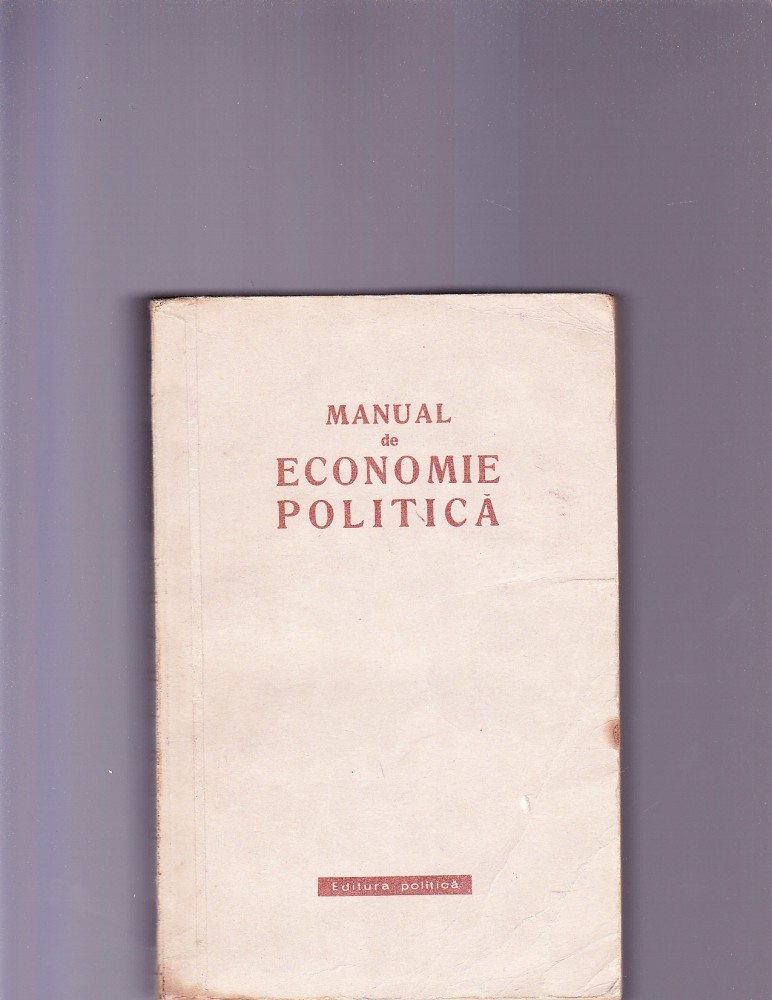 MANUAL
de
ECONOMIE
POLITICĂ
Editura politică